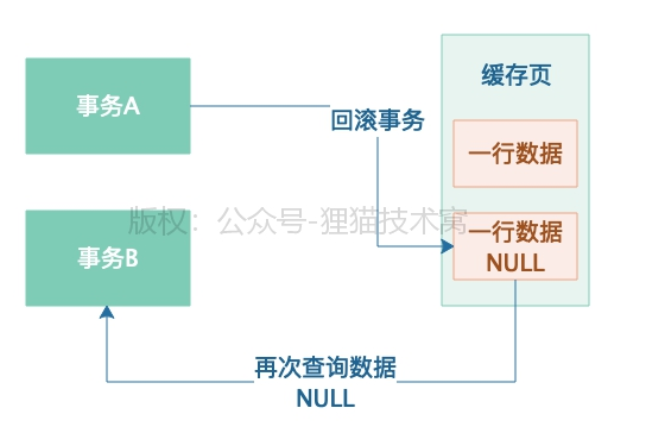 缓存页
事务A
回滚事务
一行数据
版权：公众号-狸猫技术窝
一行数据
NULL
事务B
再次查询数据
NULL